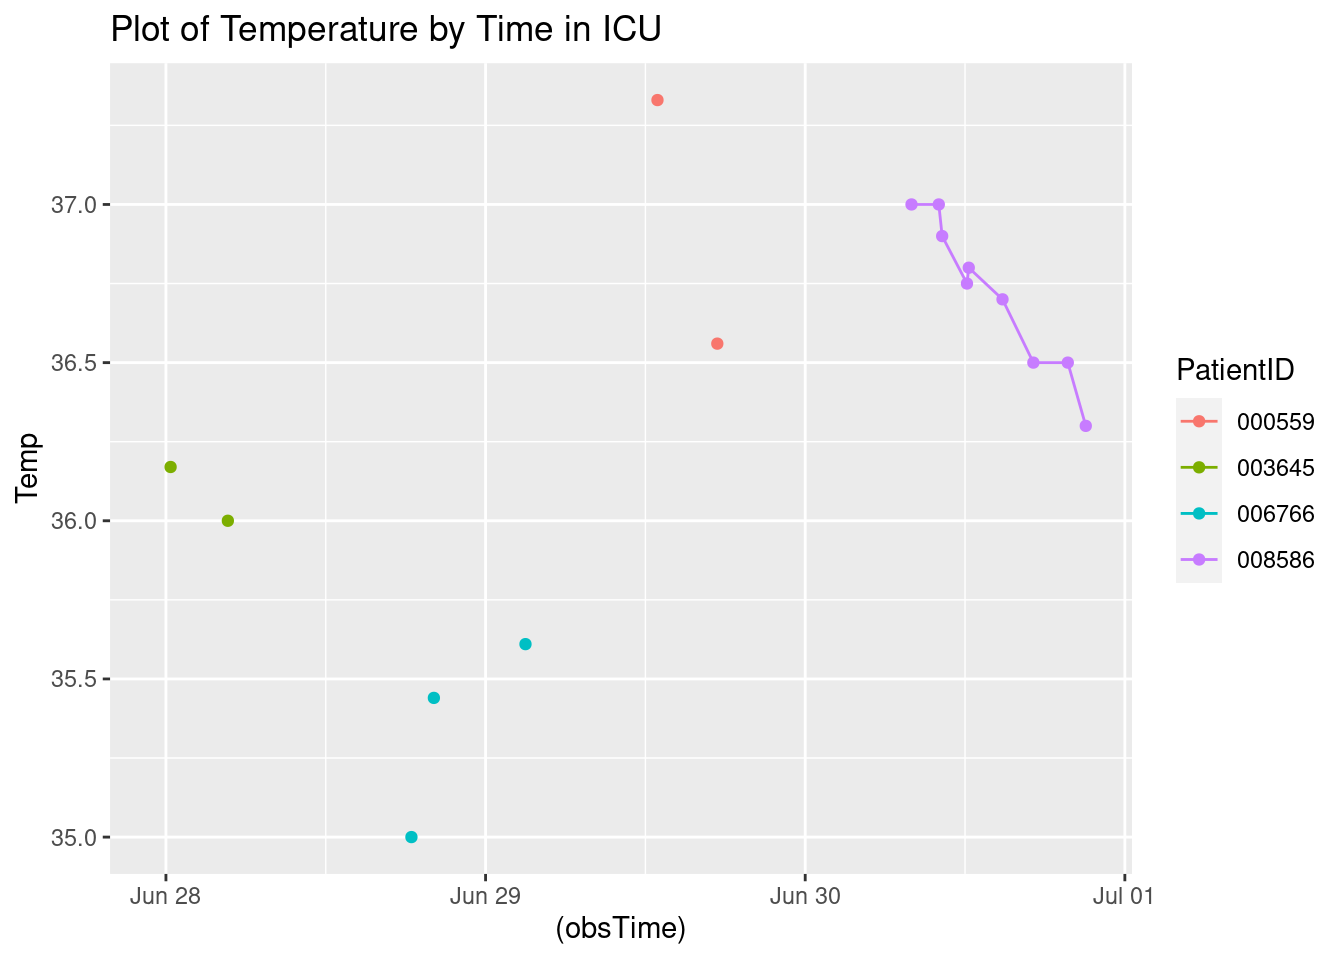 Plot of Temperature by Time in ICU
Temp
37.0
36.5
36.0
35.5
35.0
Jun 28
Jun 29
Jun 30
Jul 01
(obsTime)
PatientID
000559
003645
006766
008586